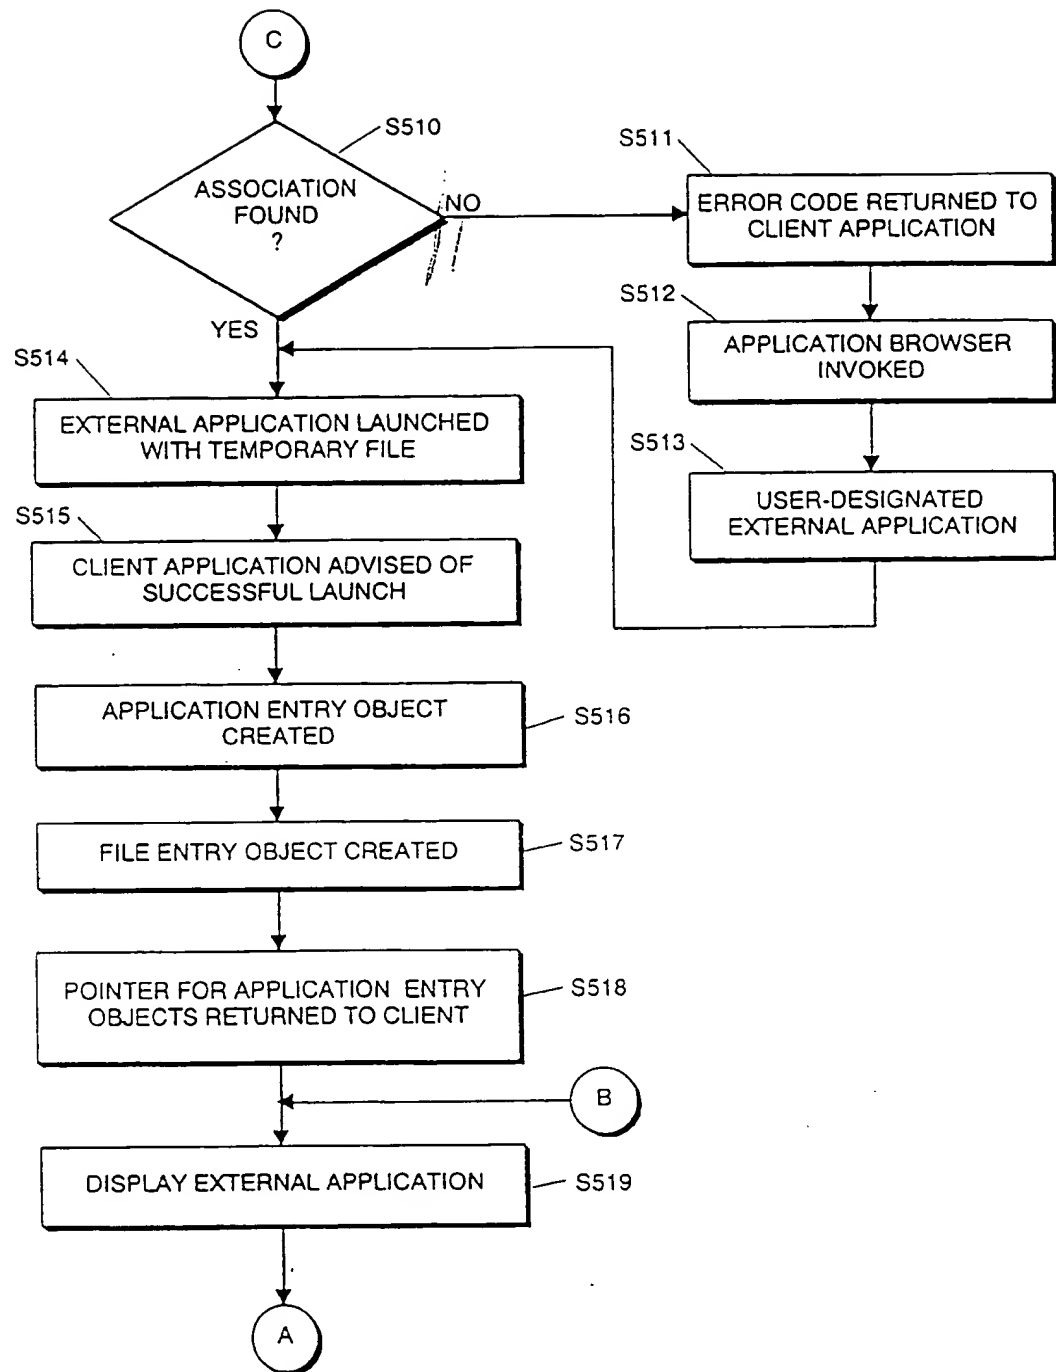 C
S510
ASSOCIATION
FOUND
?
NO
YES
S511
ERROR CODE RETURNED TO
CLIENT APPLICATION
S512
APPLICATION BROWSER
INVOKED
S513
USER-DESIGNATED
EXTERNAL APPLICATION
S514
EXTERNAL APPLICATION LAUNCHED
WITH TEMPORARY FILE
S515
CLIENT APPLICATION ADVISED OF
SUCCESSFUL LAUNCH
APPLICATION ENTRY OBJECT
CREATED
S516
FILE ENTRY OBJECT CREATED
S517
POINTER FOR APPLICATION ENTRY
OBJECTS RETURNED TO CLIENT
S518
B
DISPLAY EXTERNAL APPLICATION
S519
A